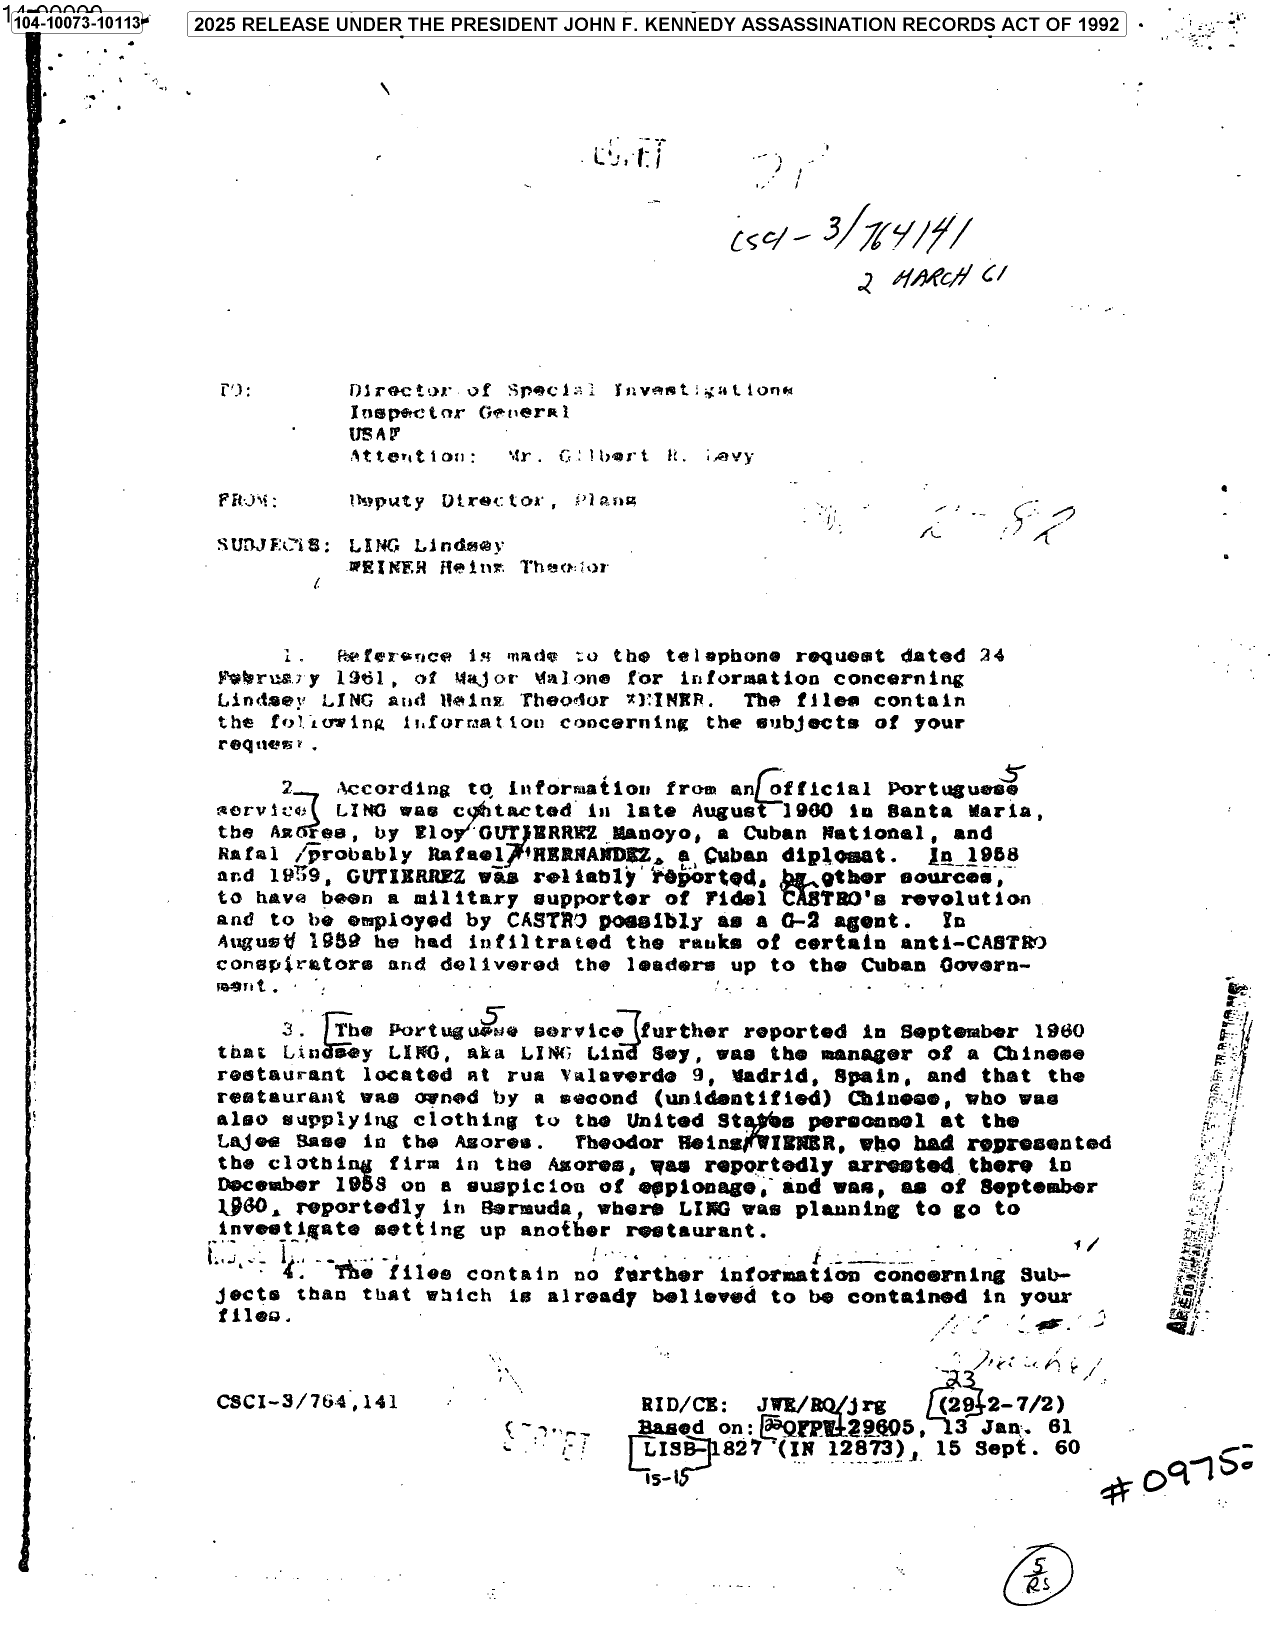 104-10073-10113
2025 RELEASE UNDER THE PRESIDENT JOHN F. KENNEDY ASSASSINATION RECORDS ACT OF 1992
CSCI-3/764141
2 MARCH 61
TO: Director of Special Investigations
Inspector General
USAF
Attention: Mr. Gilbert R. Levy
FROM: Deputy Director, Plans
SUBJECTS: LING Lindsey
WEINER Heinz Theodor
1. Reference is made to the telephone request dated 24
February 1961, of Major Malone for information concerning
Lindsey LING and Heinz Theodor WEINER. The files contain
the following information concerning the subjects of your
request.
5
2. According to information from an official Portuguese
service LING was contacted in late August 1960 in Santa Maria,
the Azores, by Eloy GUTIERREZ Manoyo, a Cuban National, and
Rafal /probably Rafael/ HERNANDEZ, a Cuban diplomat. In 1958
and 1959, GUTIERREZ was reliably reported, by other sources,
to have been a military supporter of Fidel CASTRO's revolution
and to be employed by CASTRO possibly as a G-2 agent. In
August 1959 he had infiltrated the ranks of certain anti-CASTRO
conspirators and delivered the leaders up to the Cuban Govern-
ment.
5
3. The Portuguese service further reported in September 1960
that Lindsey LING, aka LING Lind Sey, was the manager of a Chinese
restaurant located at rua Valaverde 9, Madrid, Spain, and that the
restaurant was owned by a second (unidentified) Chinese, who was
also supplying clothing to the United States personnel at the
Lajes Base in the Azores. Theodor Heinz WIENER, who had represented
the clothing firm in the Azores, was reportedly arrested there in
December 1958 on a suspicion of espionage, and was, as of September
1960, reportedly in Bermuda, where LING was planning to go to
investigate setting up another restaurant.
4. The files contain no further information concerning Sub-
jects than that which is already believed to be contained in your
files.
23
CSCI-3/764,141 RID/CE: JWE/RQ/jrg (29-2-7/2)
Based on: QFPW-29605, 13 Jan. 61
LISB-1827 (IN 12873), 15 Sept. 60
15-15
#0975
5
RS